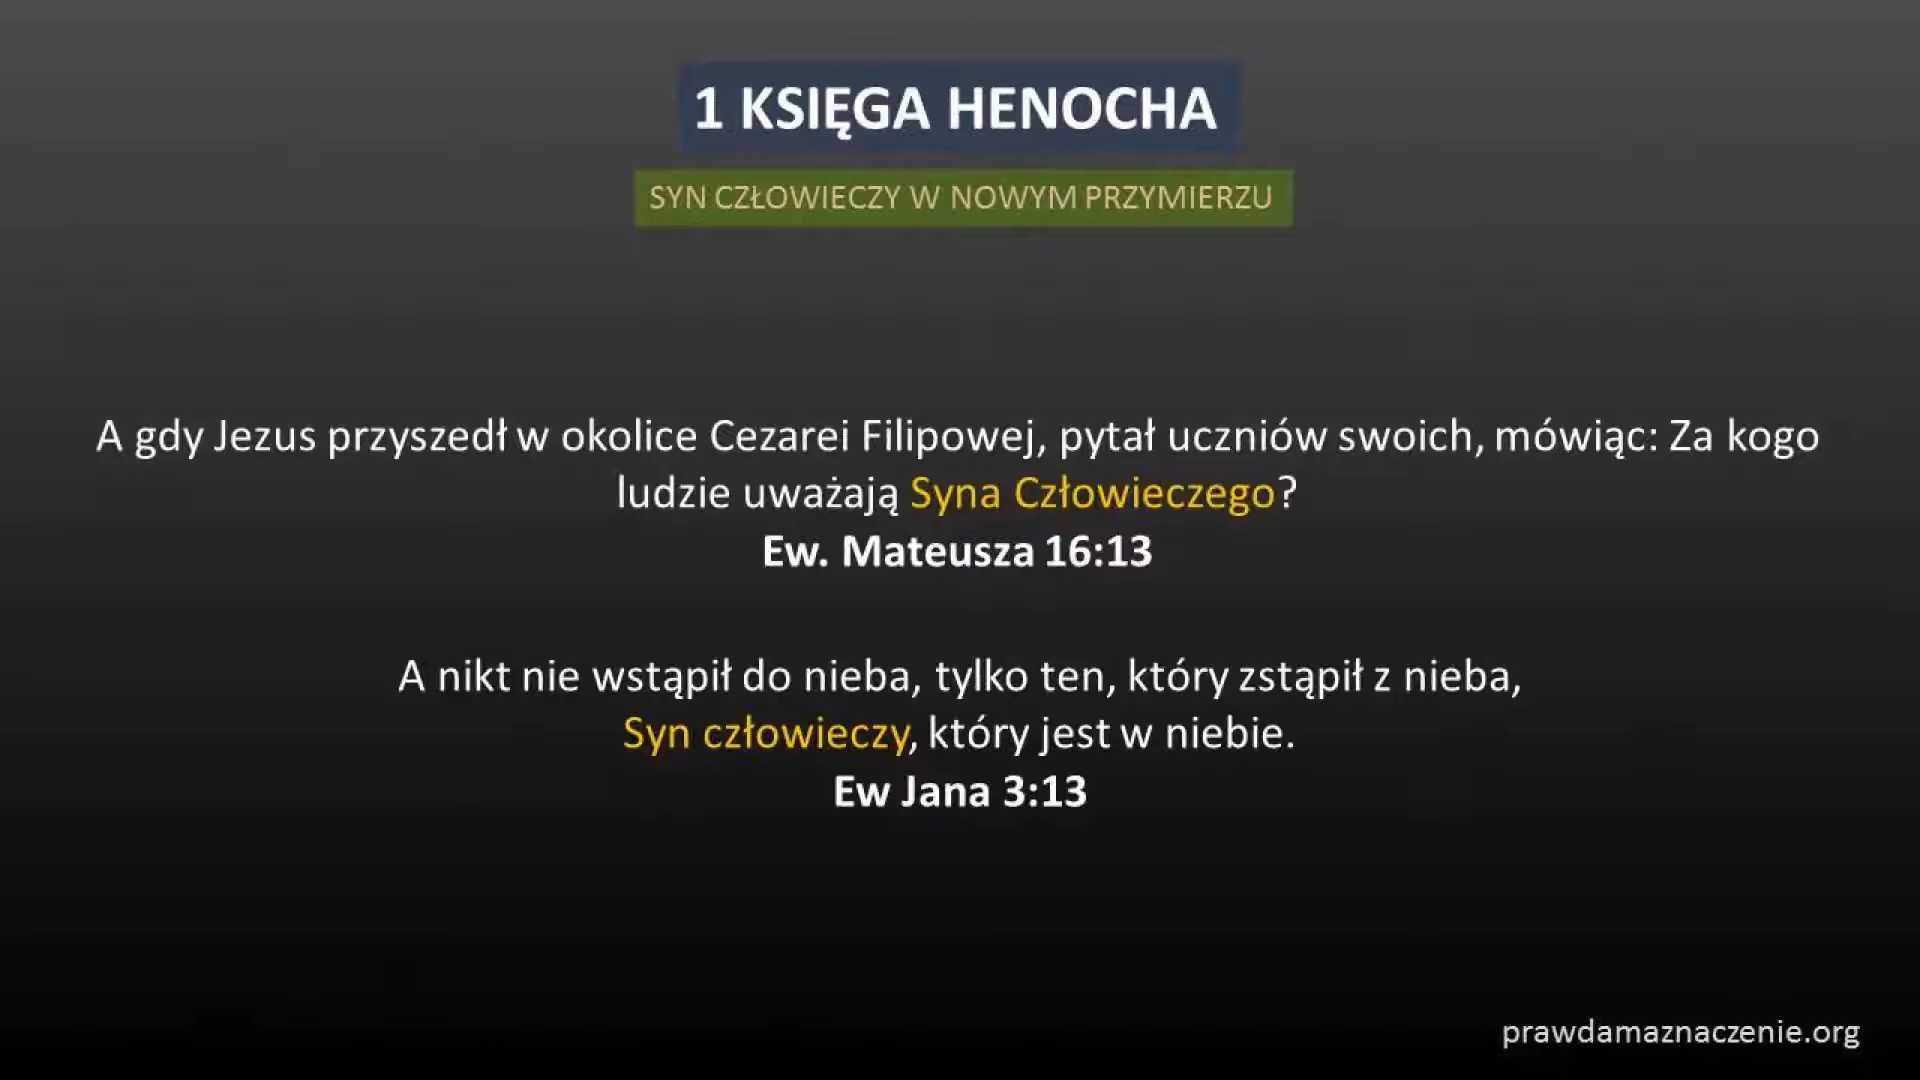 1 KSIĘGA HENOCHA
SYN CZŁOWIECZY W NOWYM PRZYMIERZU
A gdy Jezus przyszedł w okolice Cezarei Filipowej, pytał uczniów swoich, mówiąc: Za kogo
ludzie uważają Syna Człowieczego?
Ew. Mateusza 16:13
A nikt nie wstąpił do nieba, tylko ten, który zstąpił z nieba,
Syn człowieczy, który jest w niebie.
Ew Jana 3:13
prawdamaznaczenie.org